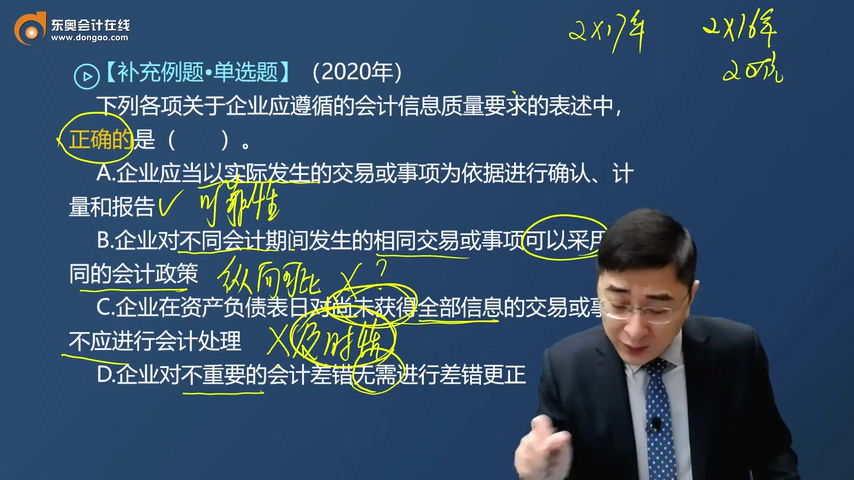 东奥会计在线
www.dongao.com
2×17年 2×16年
【补充例题•单选题】（2020年）
下列各项关于企业应遵循的会计信息质量要求的表述中，
正确的是（ ）。
A.企业应当以实际发生的交易或事项为依据进行确认、计
量和报告 ✓ 可靠性
B.企业对不同会计期间发生的相同交易或事项可以采用
同的会计政策 纵向可比 × ?
C.企业在资产负债表日对尚未获得全部信息的交易或事
不应进行会计处理 × 及时性
D.企业对不重要的会计差错无需进行差错更正